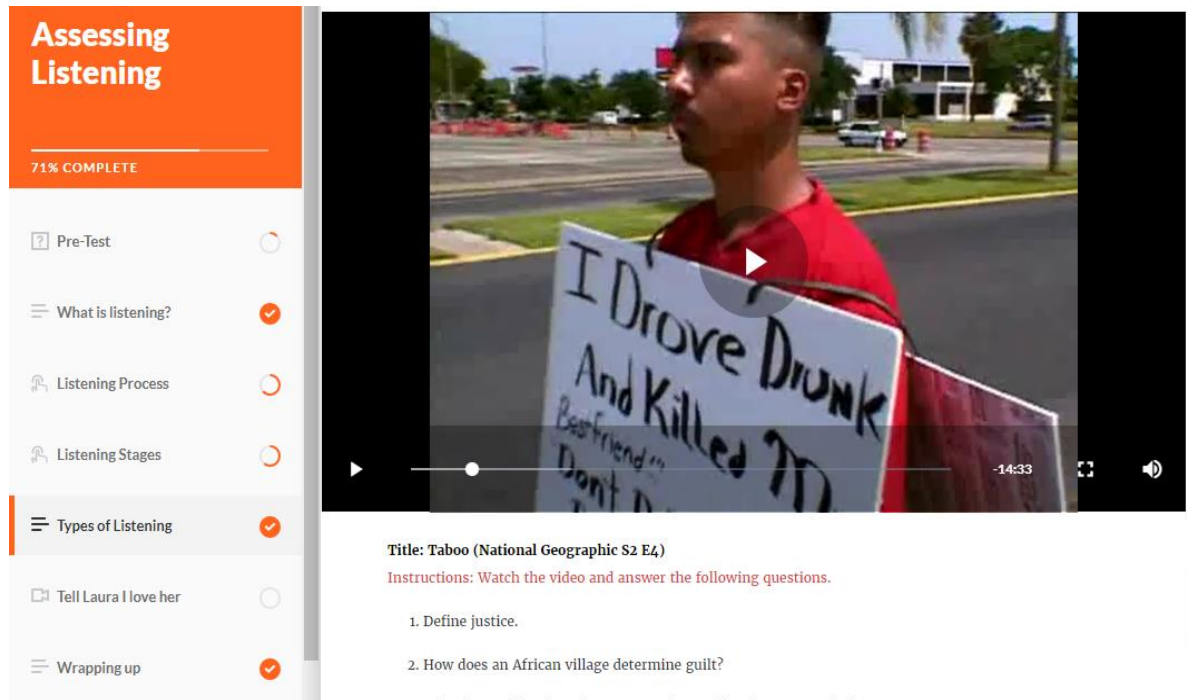 Assessing
Listening
71% COMPLETE
Pre-Test
What is listening?
Listening Process
Listening Stages
Types of Listening
Tell Laura I love her
Wrapping up
I Drove Drunk
And Killed M
Best friend!!
Don't D
-14:33
Title: Taboo (National Geographic S2 E4)
Instructions: Watch the video and answer the following questions.
1. Define justice.
2. How does an African village determine guilt?